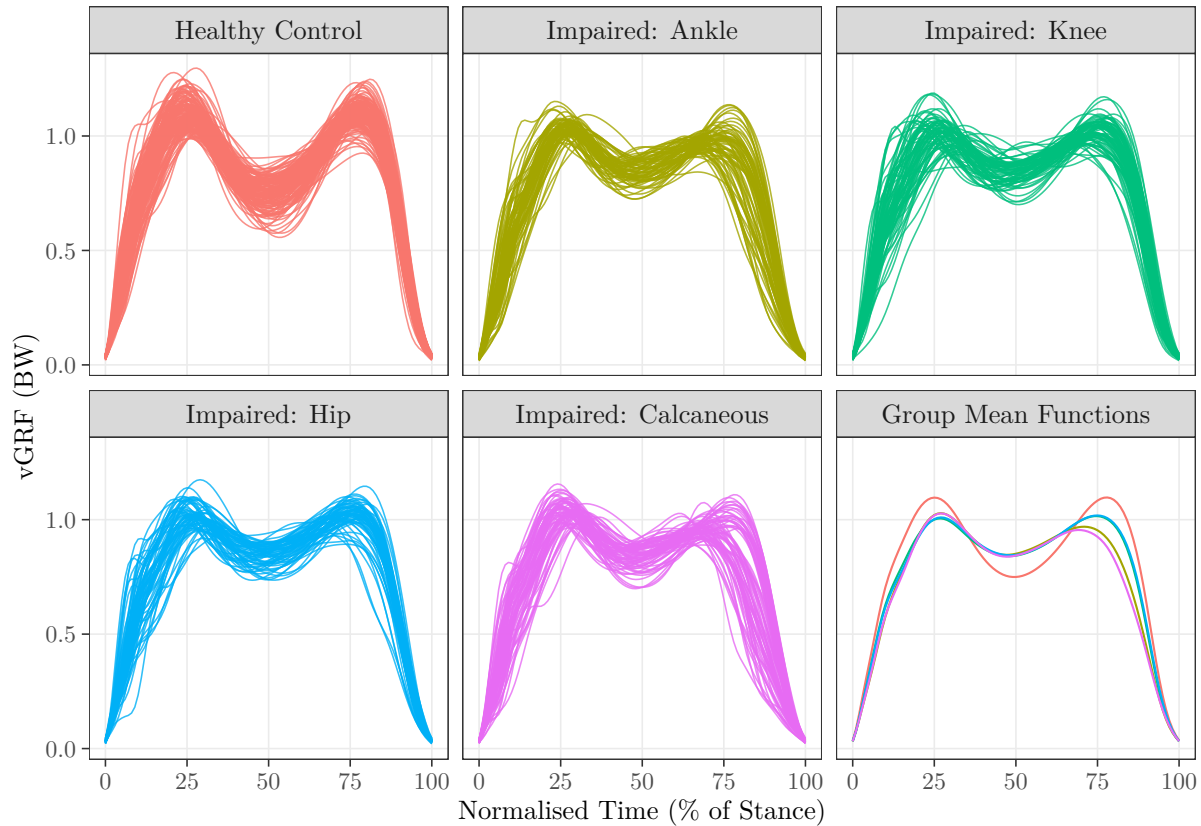 Healthy Control
Impaired: Ankle
Impaired: Knee
1.0
0.5
0.0
vGRF (BW)
Impaired: Hip
Impaired: Calcaneous
Group Mean Functions
1.0
0.5
0.0
0 25 50 75 100
0 25 50 75 100
0 25 50 75 100
Normalised Time (% of Stance)